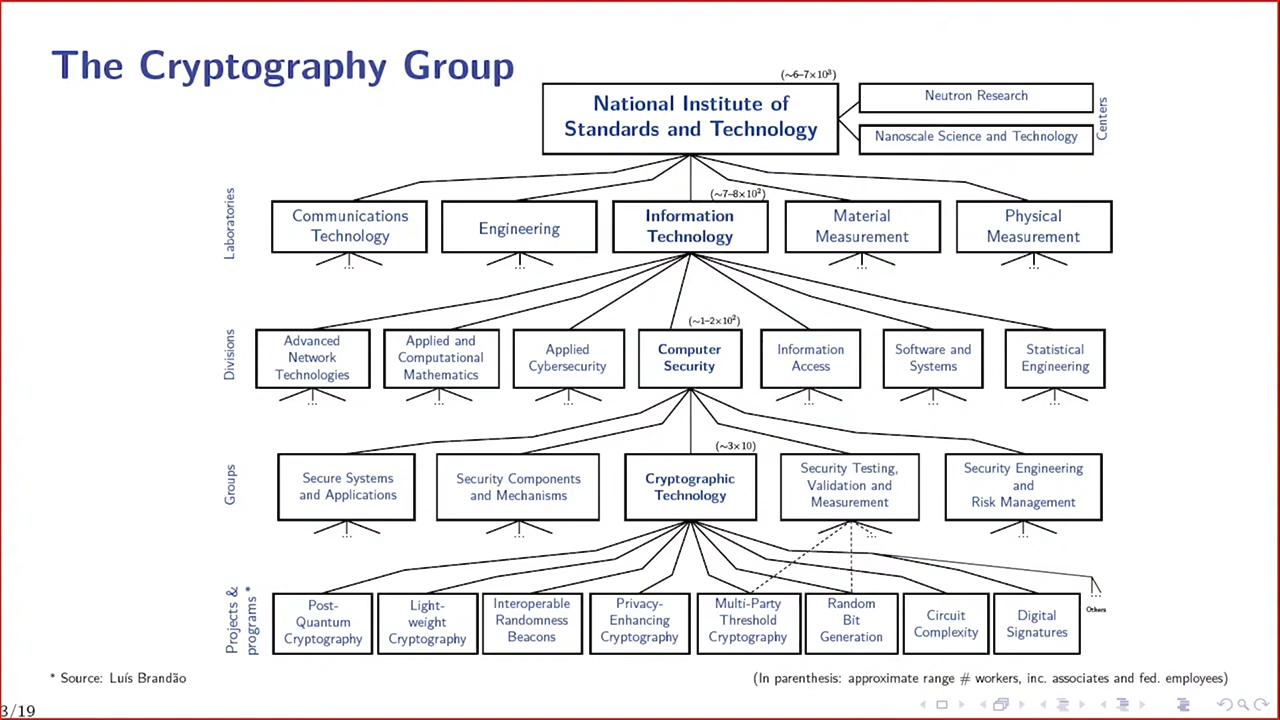 The Cryptography Group
(~6–7×10³)
National Institute of
Standards and Technology
Neutron Research
Nanoscale Science and Technology
Centers
Laboratories
(~7–8×10²)
Communications
Technology
Engineering
Information
Technology
Material
Measurement
Physical
Measurement
...
...
...
...
Divisions
(~1–2×10²)
Advanced
Network
Technologies
Applied and
Computational
Mathematics
Applied
Cybersecurity
Computer
Security
Information
Access
Software and
Systems
Statistical
Engineering
...
...
...
...
...
...
Groups
(~3×10)
Secure Systems
and Applications
Security Components
and Mechanisms
Cryptographic
Technology
Security Testing,
Validation and
Measurement
Security Engineering
and
Risk Management
...
...
...
...
Projects &
programs *
Post-
Quantum
Cryptography
Light-
weight
Cryptography
Interoperable
Randomness
Beacons
Privacy-
Enhancing
Cryptography
Multi-Party
Threshold
Cryptography
Random
Bit
Generation
Circuit
Complexity
Digital
Signatures
...
Others
* Source: Luís Brandão
(In parenthesis: approximate range # workers, inc. associates and fed. employees)
3/19